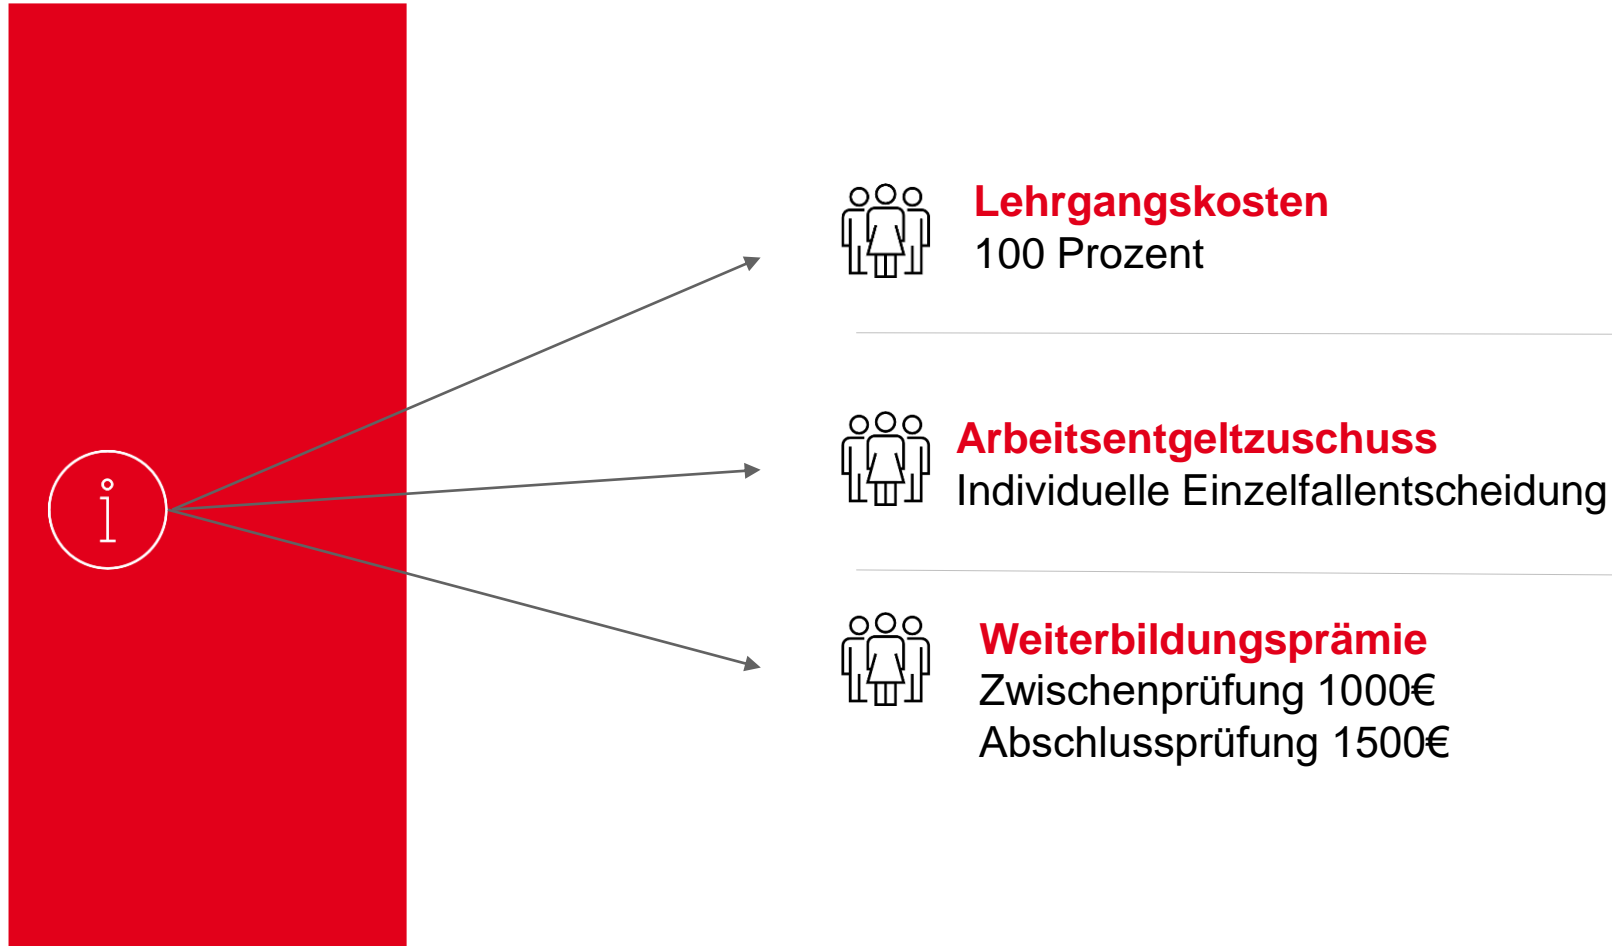 i
Lehrgangskosten
100 Prozent
Arbeitsentgeltzuschuss
Individuelle Einzelfallentscheidung
Weiterbildungsprämie
Zwischenprüfung 1000€
Abschlussprüfung 1500€